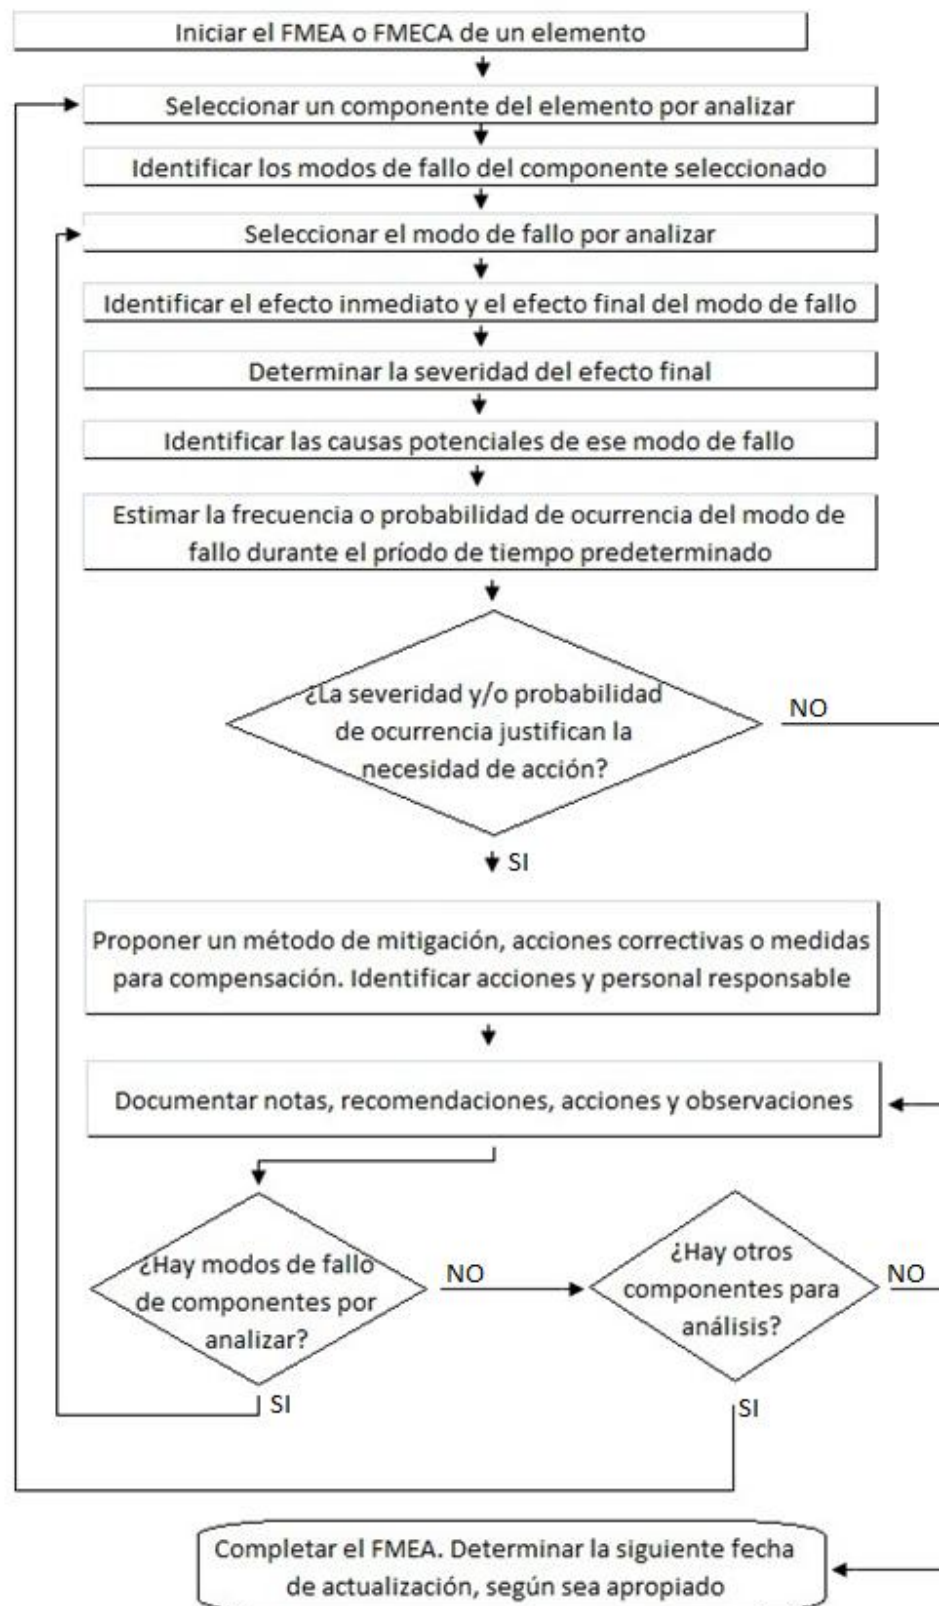 Iniciar el FMEA o FMECA de un elemento
Seleccionar un componente del elemento por analizar
Identificar los modos de fallo del componente seleccionado
Seleccionar el modo de fallo por analizar
Identificar el efecto inmediato y el efecto final del modo de fallo
Determinar la severidad del efecto final
Identificar las causas potenciales de ese modo de fallo
Estimar la frecuencia o probabilidad de ocurrencia del modo de
fallo durante el príodo de tiempo predeterminado
¿La severidad y/o probabilidad
de ocurrencia justifican la
necesidad de acción?
NO
SI
Proponer un método de mitigación, acciones correctivas o medidas
para compensación. Identificar acciones y personal responsable
Documentar notas, recomendaciones, acciones y observaciones
¿Hay modos de fallo
de componentes por
analizar?
NO
SI
¿Hay otros
componentes para
análisis?
NO
SI
Completar el FMEA. Determinar la siguiente fecha
de actualización, según sea apropiado